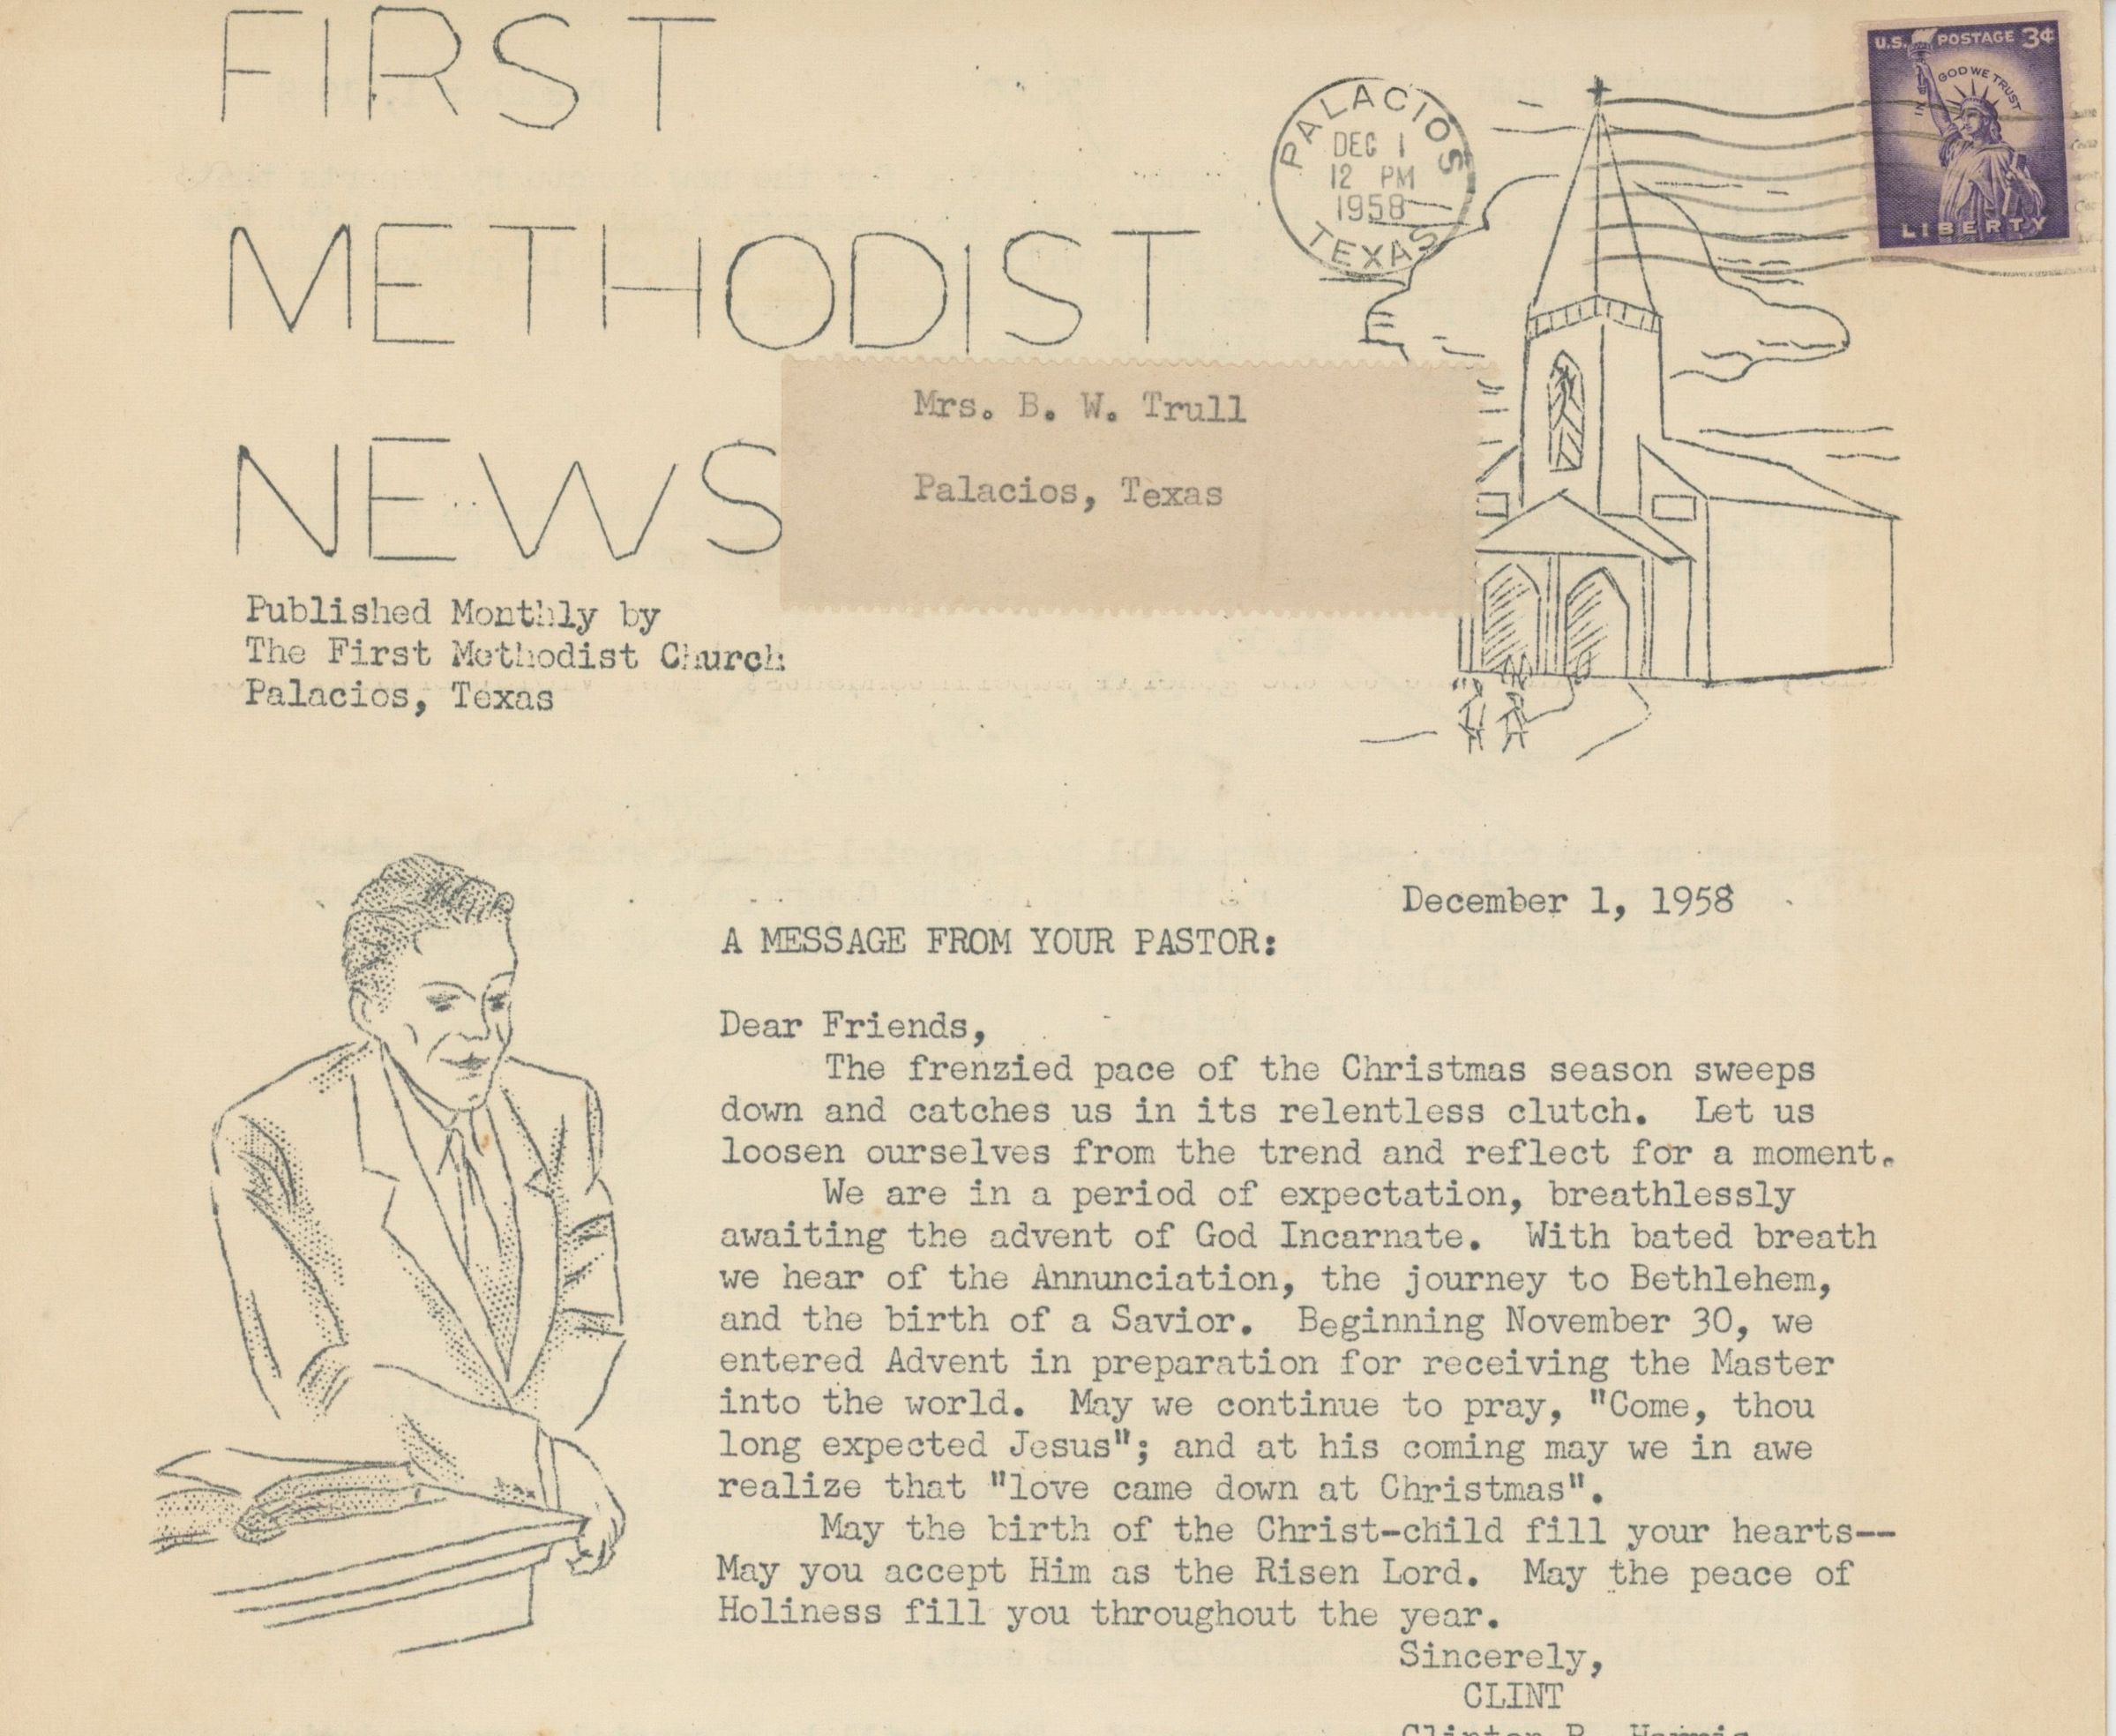 FIRST
METHODIST
NEWS
PALACIOS
DEC 1
12 PM
1958
TEXAS
U.S. POSTAGE 3¢
IN GOD WE TRUST
LIBERTY
Mrs. B. W. Trull
Palacios, Texas
Published Monthly by
The First Methodist Church
Palacios, Texas
December 1, 1958
A MESSAGE FROM YOUR PASTOR:
Dear Friends,
The frenzied pace of the Christmas season sweeps
down and catches us in its relentless clutch. Let us
loosen ourselves from the trend and reflect for a moment.
We are in a period of expectation, breathlessly
awaiting the advent of God Incarnate. With bated breath
we hear of the Annunciation, the journey to Bethlehem,
and the birth of a Savior. Beginning November 30, we
entered Advent in preparation for receiving the Master
into the world. May we continue to pray, "Come, thou
long expected Jesus"; and at his coming may we in awe
realize that "love came down at Christmas".
May the birth of the Christ-child fill your hearts--
May you accept Him as the Risen Lord. May the peace of
Holiness fill you throughout the year.
Sincerely,
CLINT
Clinton